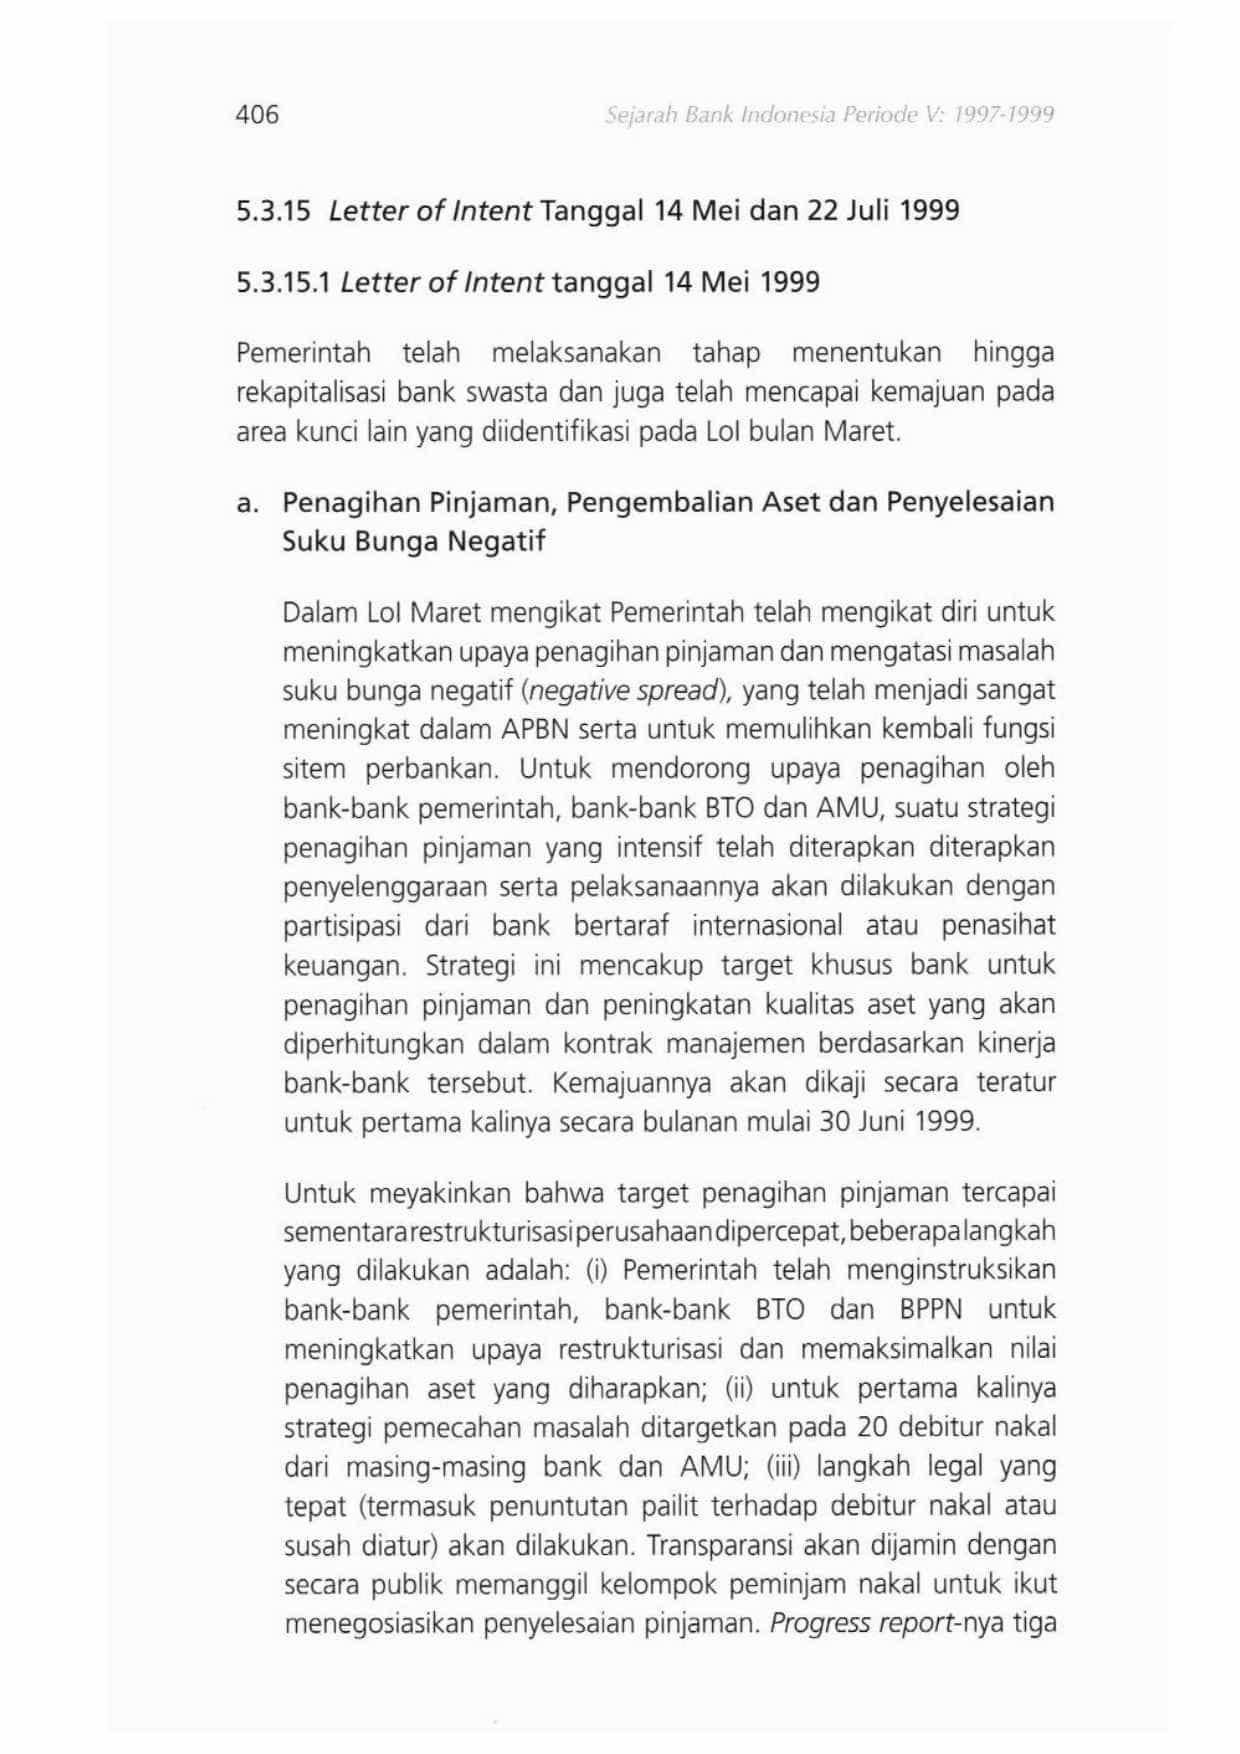 406
Sejarah Bank Indonesia Periode V: 1997-1999
5.3.15 Letter of Intent Tanggal 14 Mei dan 22 Juli 1999
5.3.15.1 Letter of Intent tanggal 14 Mei 1999
Pemerintah telah melaksanakan tahap menentukan hingga
rekapitalisasi bank swasta dan juga telah mencapai kemajuan pada
area kunci lain yang diidentifikasi pada LoI bulan Maret.
a. Penagihan Pinjaman, Pengembalian Aset dan Penyelesaian
Suku Bunga Negatif
Dalam LoI Maret mengikat Pemerintah telah mengikat diri untuk
meningkatkan upaya penagihan pinjaman dan mengatasi masalah
suku bunga negatif (negative spread), yang telah menjadi sangat
meningkat dalam APBN serta untuk memulihkan kembali fungsi
sitem perbankan. Untuk mendorong upaya penagihan oleh
bank-bank pemerintah, bank-bank BTO dan AMU, suatu strategi
penagihan pinjaman yang intensif telah diterapkan diterapkan
penyelenggaraan serta pelaksanaannya akan dilakukan dengan
partisipasi dari bank bertaraf internasional atau penasihat
keuangan. Strategi ini mencakup target khusus bank untuk
penagihan pinjaman dan peningkatan kualitas aset yang akan
diperhitungkan dalam kontrak manajemen berdasarkan kinerja
bank-bank tersebut. Kemajuannya akan dikaji secara teratur
untuk pertama kalinya secara bulanan mulai 30 Juni 1999.
Untuk meyakinkan bahwa target penagihan pinjaman tercapai
sementara restrukturisasi perusahaan dipercepat, beberapa langkah
yang dilakukan adalah: (i) Pemerintah telah menginstruksikan
bank-bank pemerintah, bank-bank BTO dan BPPN untuk
meningkatkan upaya restrukturisasi dan memaksimalkan nilai
penagihan aset yang diharapkan; (ii) untuk pertama kalinya
strategi pemecahan masalah ditargetkan pada 20 debitur nakal
dari masing-masing bank dan AMU; (iii) langkah legal yang
tepat (termasuk penuntutan pailit terhadap debitur nakal atau
susah diatur) akan dilakukan. Transparansi akan dijamin dengan
secara publik memanggil kelompok peminjam nakal untuk ikut
menegosiasikan penyelesaian pinjaman. Progress report-nya tiga